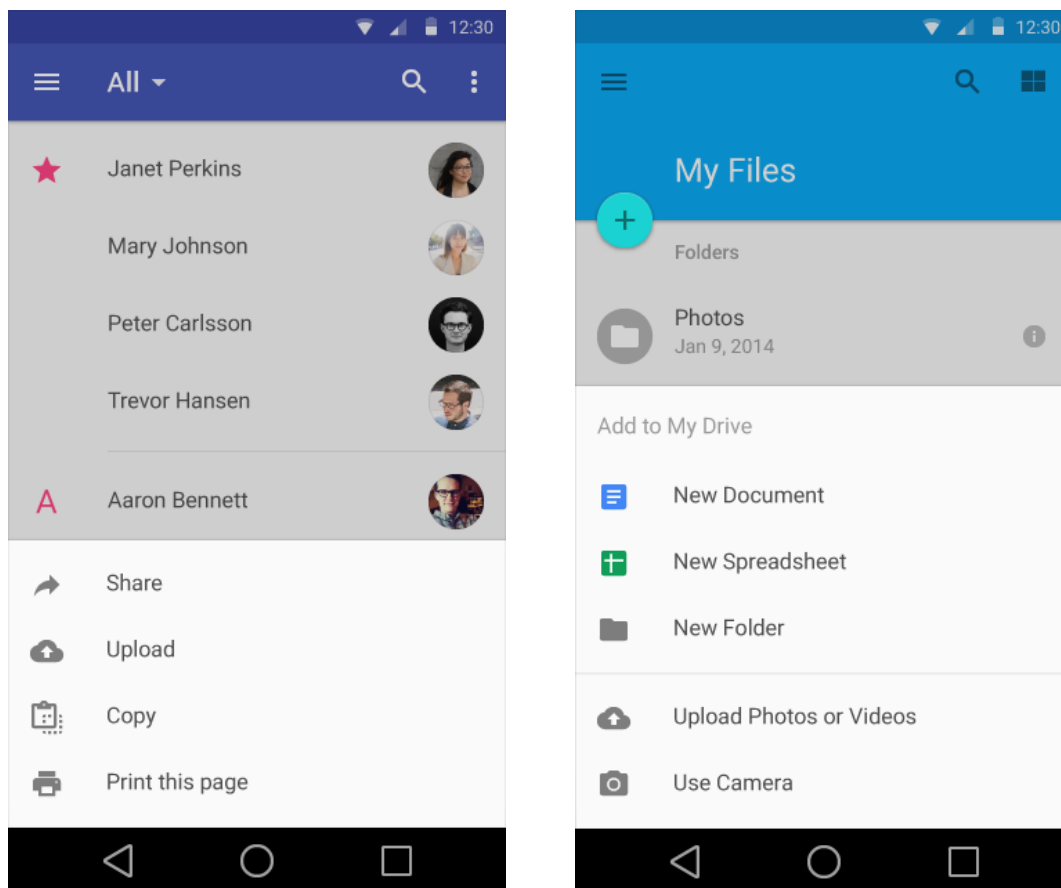 12:30
All
Janet Perkins
Mary Johnson
Peter Carlsson
Trevor Hansen
A
Aaron Bennett
Share
Upload
Copy
Print this page
12:30
My Files
Folders
Photos
Jan 9, 2014
Add to My Drive
New Document
New Spreadsheet
New Folder
Upload Photos or Videos
Use Camera